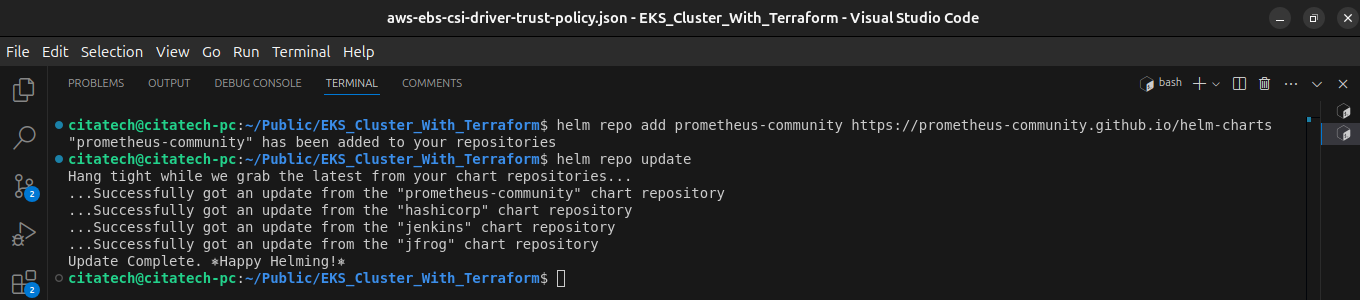 aws-ebs-csi-driver-trust-policy.json - EKS_Cluster_With_Terraform - Visual Studio Code
File Edit Selection View Go Run Terminal Help
PROBLEMS OUTPUT DEBUG CONSOLE TERMINAL COMMENTS bash
citatech@citatech-pc:~/Public/EKS_Cluster_With_Terraform$ helm repo add prometheus-community https://prometheus-community.github.io/helm-charts
"prometheus-community" has been added to your repositories
citatech@citatech-pc:~/Public/EKS_Cluster_With_Terraform$ helm repo update
Hang tight while we grab the latest from your chart repositories...
...Successfully got an update from the "prometheus-community" chart repository
...Successfully got an update from the "hashicorp" chart repository
...Successfully got an update from the "jenkins" chart repository
...Successfully got an update from the "jfrog" chart repository
Update Complete. ⎈Happy Helming!⎈
citatech@citatech-pc:~/Public/EKS_Cluster_With_Terraform$
2
2